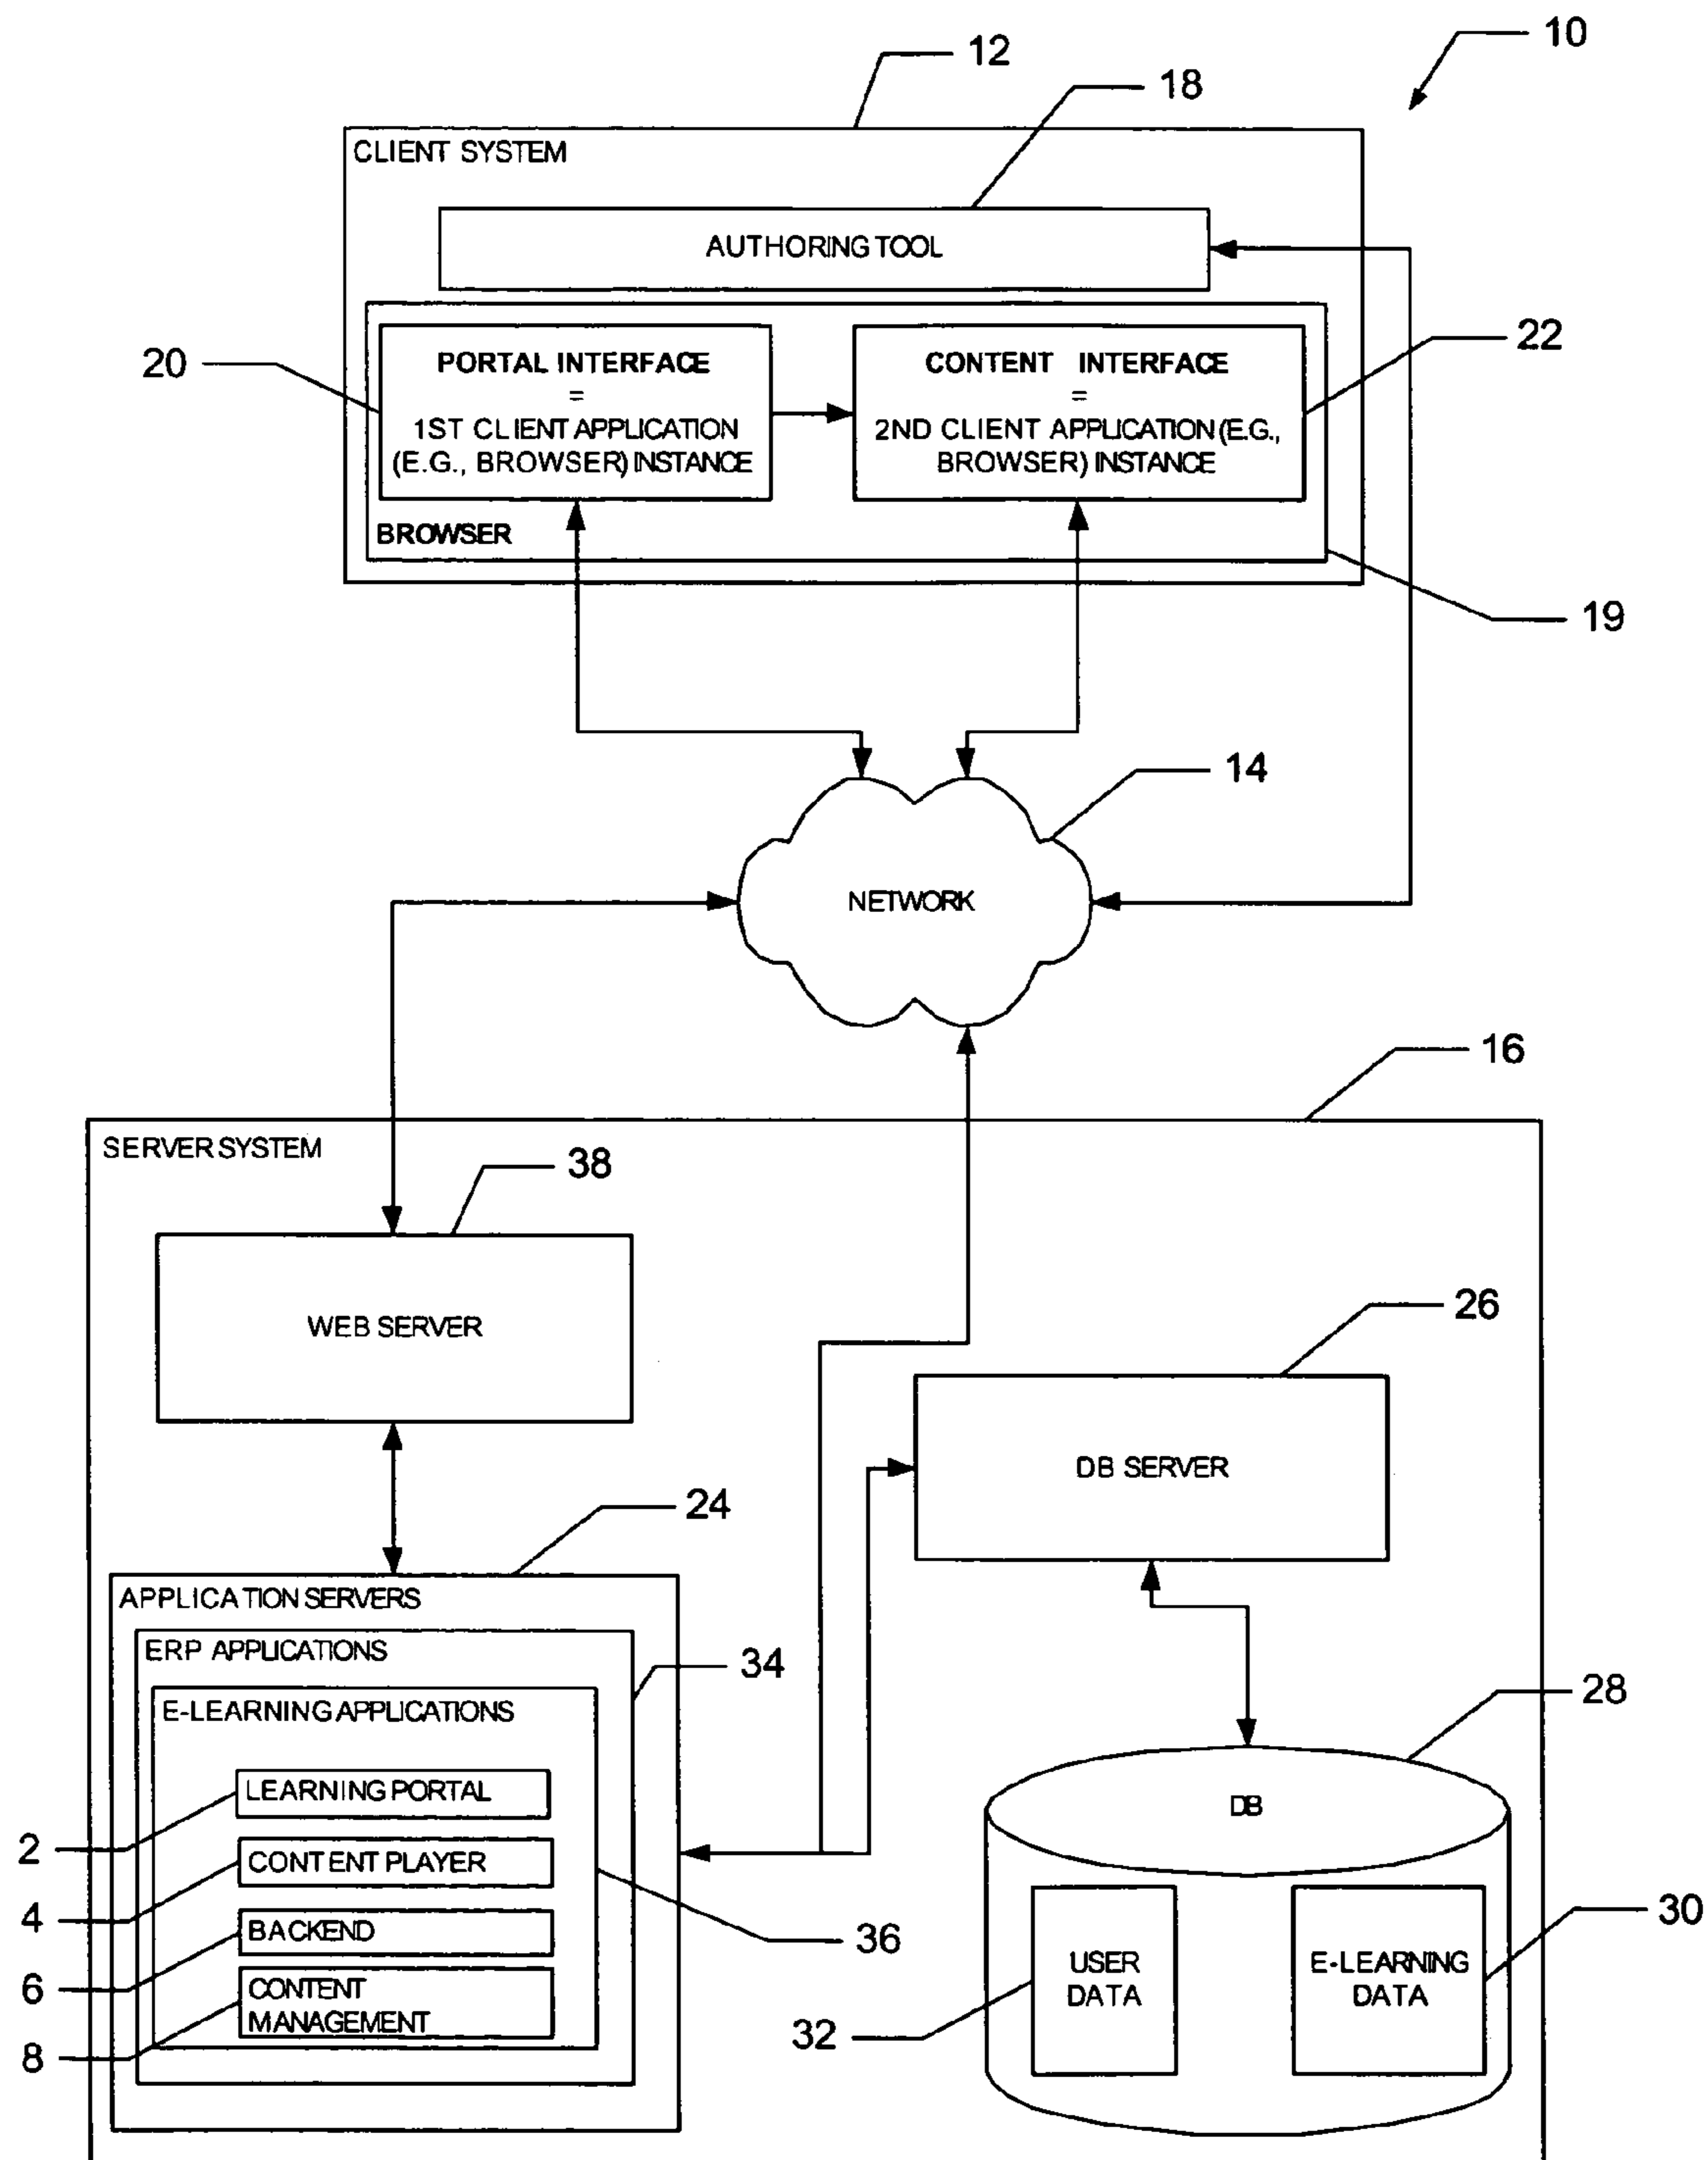 10
12
18
CLIENT SYSTEM
AUTHORING TOOL
20
22
PORTAL INTERFACE
=
1ST CLIENT APPLICATION
(E.G., BROWSER) INSTANCE
CONTENT INTERFACE
=
2ND CLIENT APPLICATION (E.G.,
BROWSER) INSTANCE
BROWSER
19
14
NETWORK
16
SERVER SYSTEM
38
WEB SERVER
26
DB SERVER
24
APPLICATION SERVERS
ERP APPLICATIONS
34
E-LEARNING APPLICATIONS
28
LEARNING PORTAL
2
DB
CONTENT PLAYER
4
BACKEND
36
30
6
CONTENT
MANAGEMENT
8
USER
DATA
E-LEARNING
DATA
32